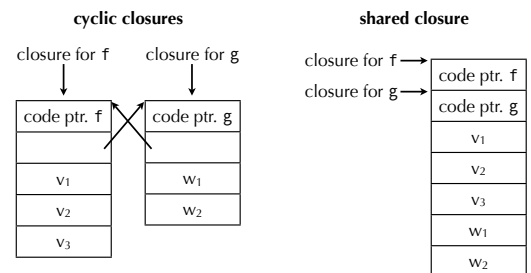 cyclic closures
closure for f
closure for g
code ptr. f
code ptr. g
v1
w1
v2
w2
v3
shared closure
closure for f
closure for g
code ptr. f
code ptr. g
v1
v2
v3
w1
w2